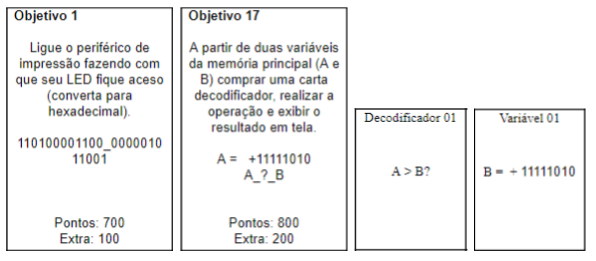 Objetivo 1
Ligue o periférico de
impressão fazendo com
que seu LED fique aceso
(converta para
hexadecimal).
110100001100_0000010
11001
Pontos: 700
Extra: 100
Objetivo 17
A partir de duas variáveis
da memória principal (A e
B) comprar uma carta
decodificador, realizar a
operação e exibir o
resultado em tela.
A = +11111010
A_?_B
Pontos: 800
Extra: 200
Decodificador 01
A > B?
Variável 01
B = + 11111010